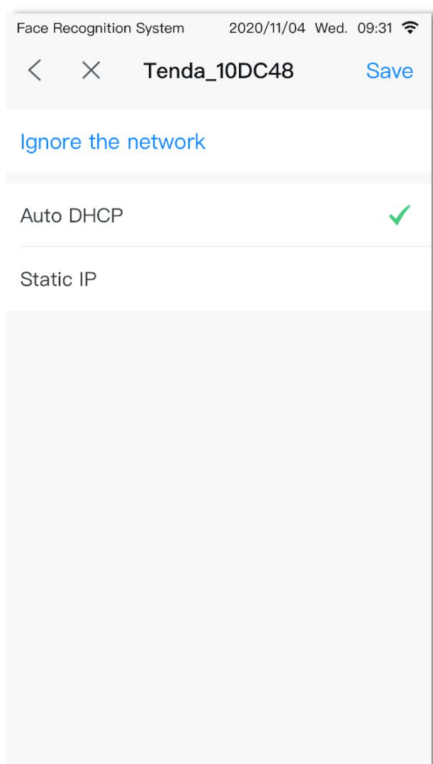 Face Recognition System 2020/11/04 Wed. 09:31
Tenda_10DC48 Save
Ignore the network
Auto DHCP
Static IP